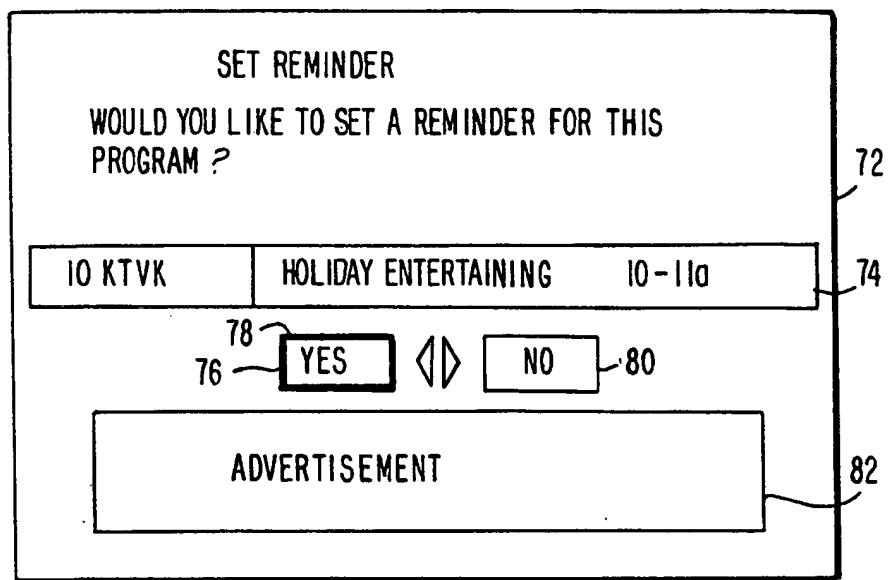 SET REMINDER
WOULD YOU LIKE TO SET A REMINDER FOR THIS
PROGRAM ?
72
10 KTVK HOLIDAY ENTERTAINING 10-11a
74
78
76 YES NO 80
ADVERTISEMENT
82